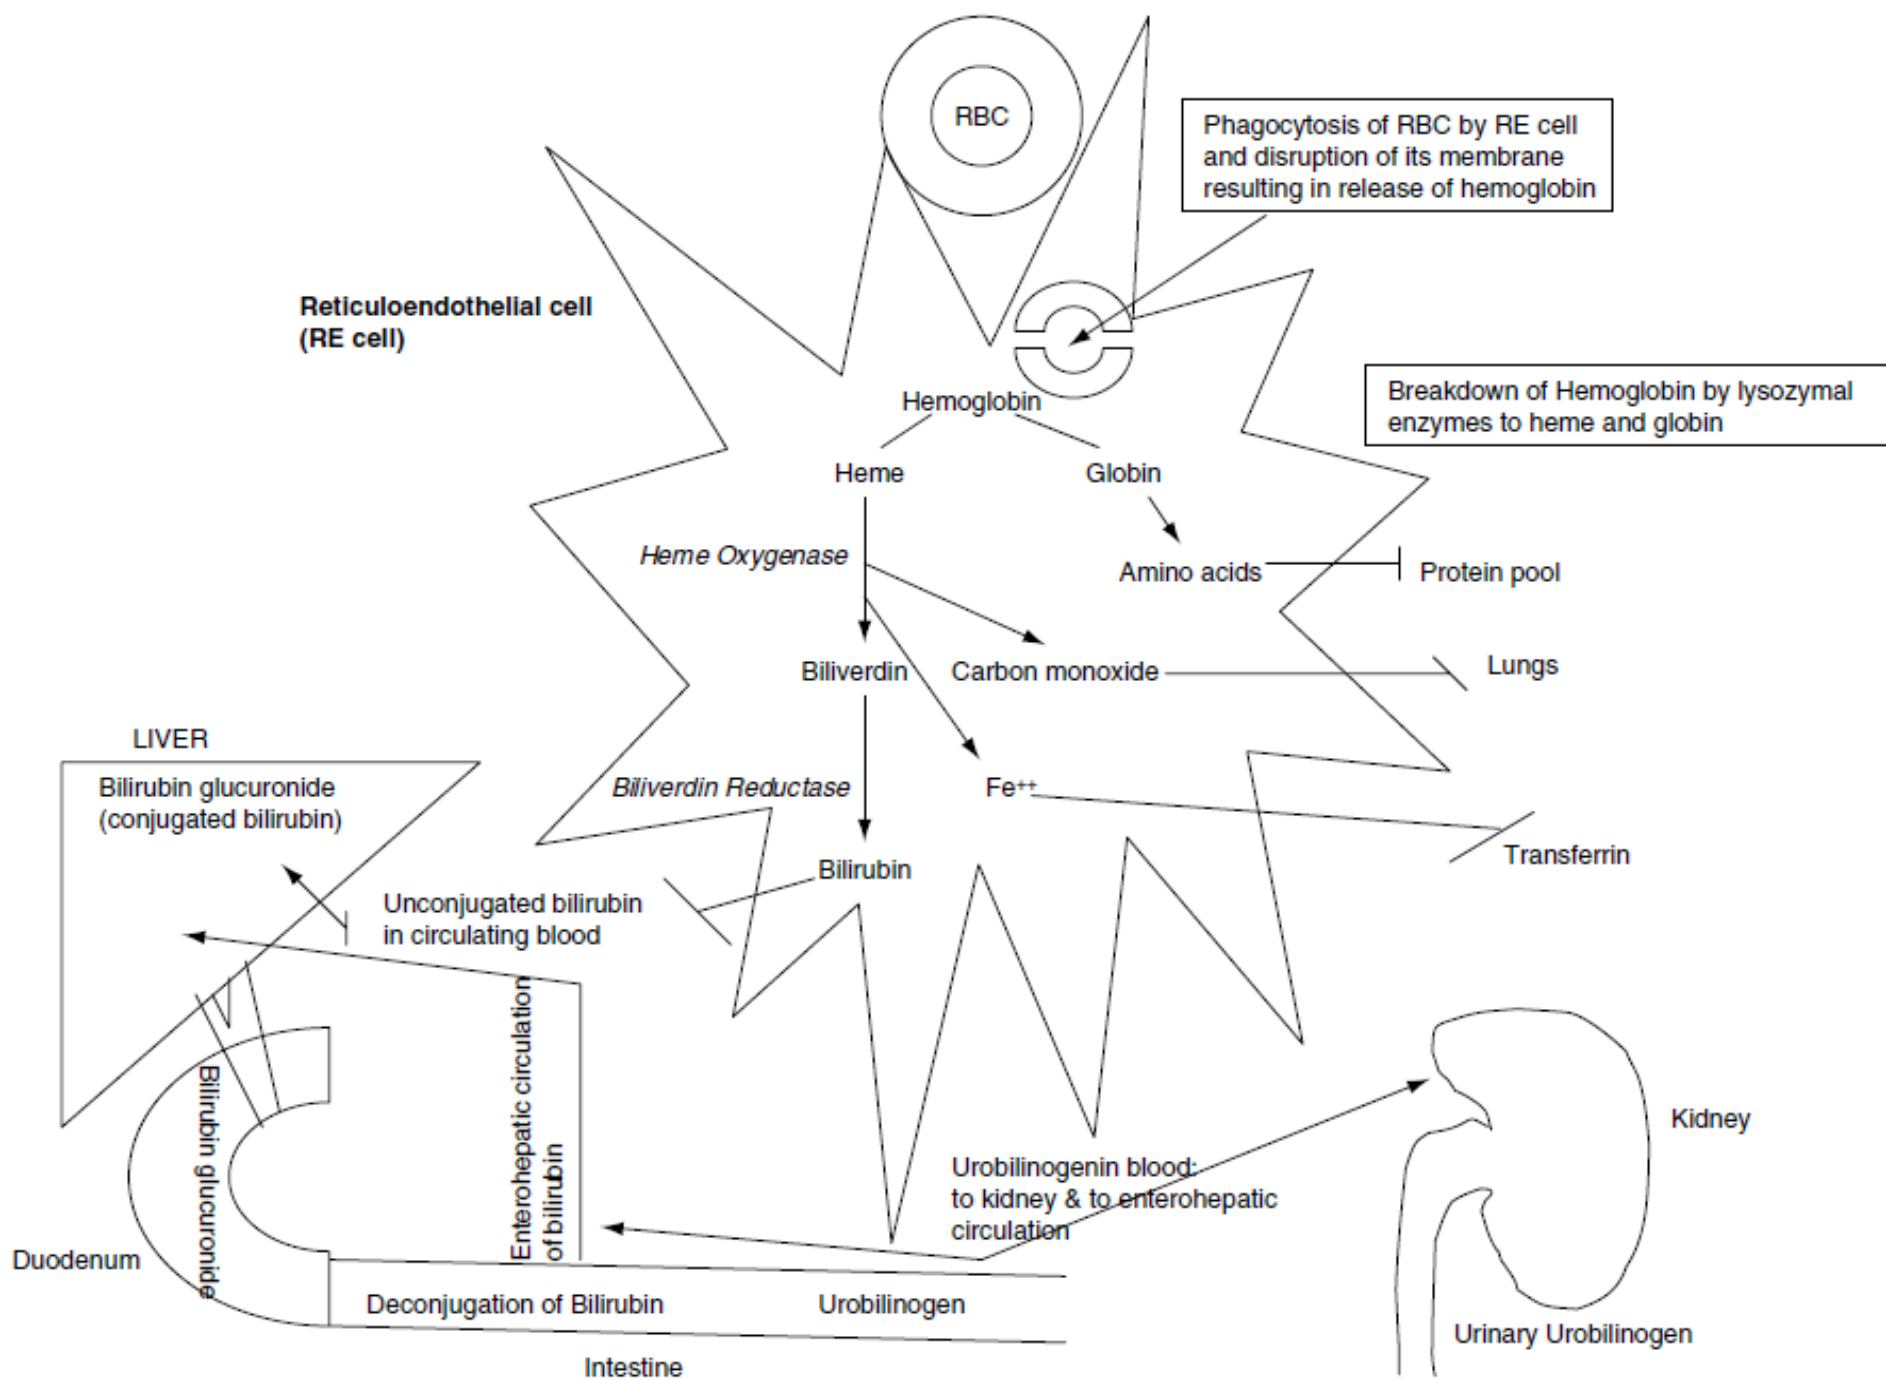 RBC
Phagocytosis of RBC by RE cell
and disruption of its membrane
resulting in release of hemoglobin
Reticuloendothelial cell
(RE cell)
Breakdown of Hemoglobin by lysozymal
enzymes to heme and globin
Hemoglobin
Heme
Globin
Heme Oxygenase
Amino acids
Protein pool
Biliverdin
Carbon monoxide
Lungs
LIVER
Bilirubin glucuronide
(conjugated bilirubin)
Biliverdin Reductase
Fe++
Transferrin
Bilirubin
Unconjugated bilirubin
in circulating blood
Enterohepatic circulation
of bilirubin
Bilirubin glucuronide
Duodenum
Urobilinogenin blood:
to kidney & to enterohepatic
circulation
Kidney
Deconjugation of Bilirubin
Urobilinogen
Urinary Urobilinogen
Intestine